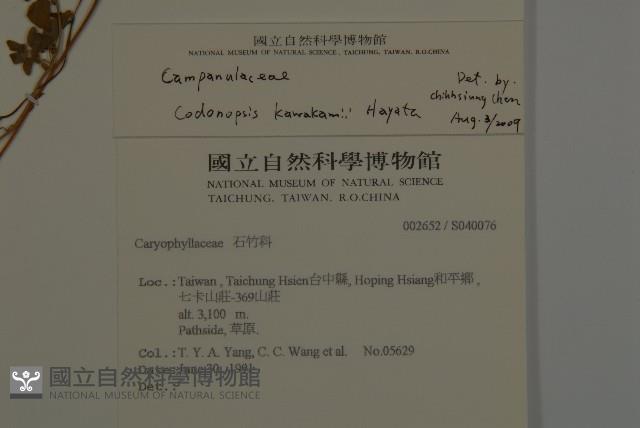 國立自然科學博物館
NATIONAL MUSEUM OF NATURAL SCIENCE, TAICHUNG, TAIWAN, R.O.CHINA
Campanulaceae
Det. by.
Chihhsiung Chen
Codonopsis kawakamii Hayata
Aug. 3/2009
國立自然科學博物館
NATIONAL MUSEUM OF NATURAL SCIENCE
TAICHUNG, TAIWAN, R.O.CHINA
002652 / S040076
Caryophyllaceae 石竹科
Loc.: Taiwan , Taichung Hsien台中縣, Hoping Hsiang和平鄉 ,
七卡山莊-369山莊
alt. 3,100 m.
Pathside, 草原.
Col.: T. Y. A. Yang, C. C. Wang et al. No.05629
Date: June 30, 1991
Det.:
國立自然科學博物館
NATIONAL MUSEUM OF NATURAL SCIENCE